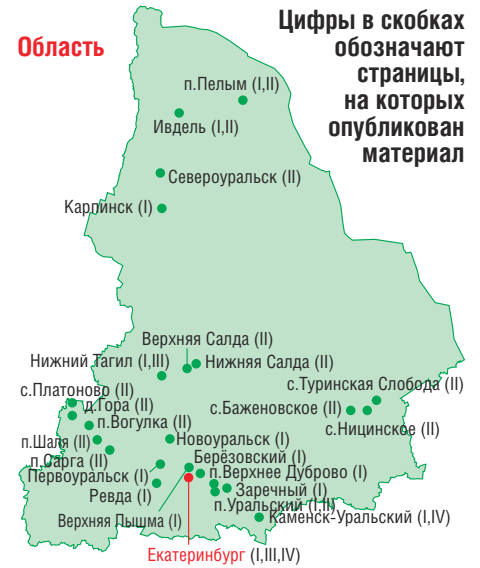 Цифры в скобках
обозначают
страницы,
на которых
опубликован
материал
Область
п.Пелым (I,II)
Ивдель (I,II)
Североуральск (II)
Карпинск (I)
Верхняя Салда (II)
Нижний Тагил (I,III)
Нижняя Салда (II)
с.Платоново (II)
с.Туринская Слобода (II)
д.Гора (II)
с.Баженовское (II)
п.Вогулка (II)
с.Ницинское (II)
п.Шаля (II)
Новоуральск (I)
п.Сарга (II)
Берёзовский (I)
Первоуральск (I)
п.Верхнее Дуброво (I)
Ревда (I)
Заречный (I)
п.Уральский (I,II)
Верхняя Пышма (I)
Каменск-Уральский (I,IV)
Екатеринбург (I,III,IV)